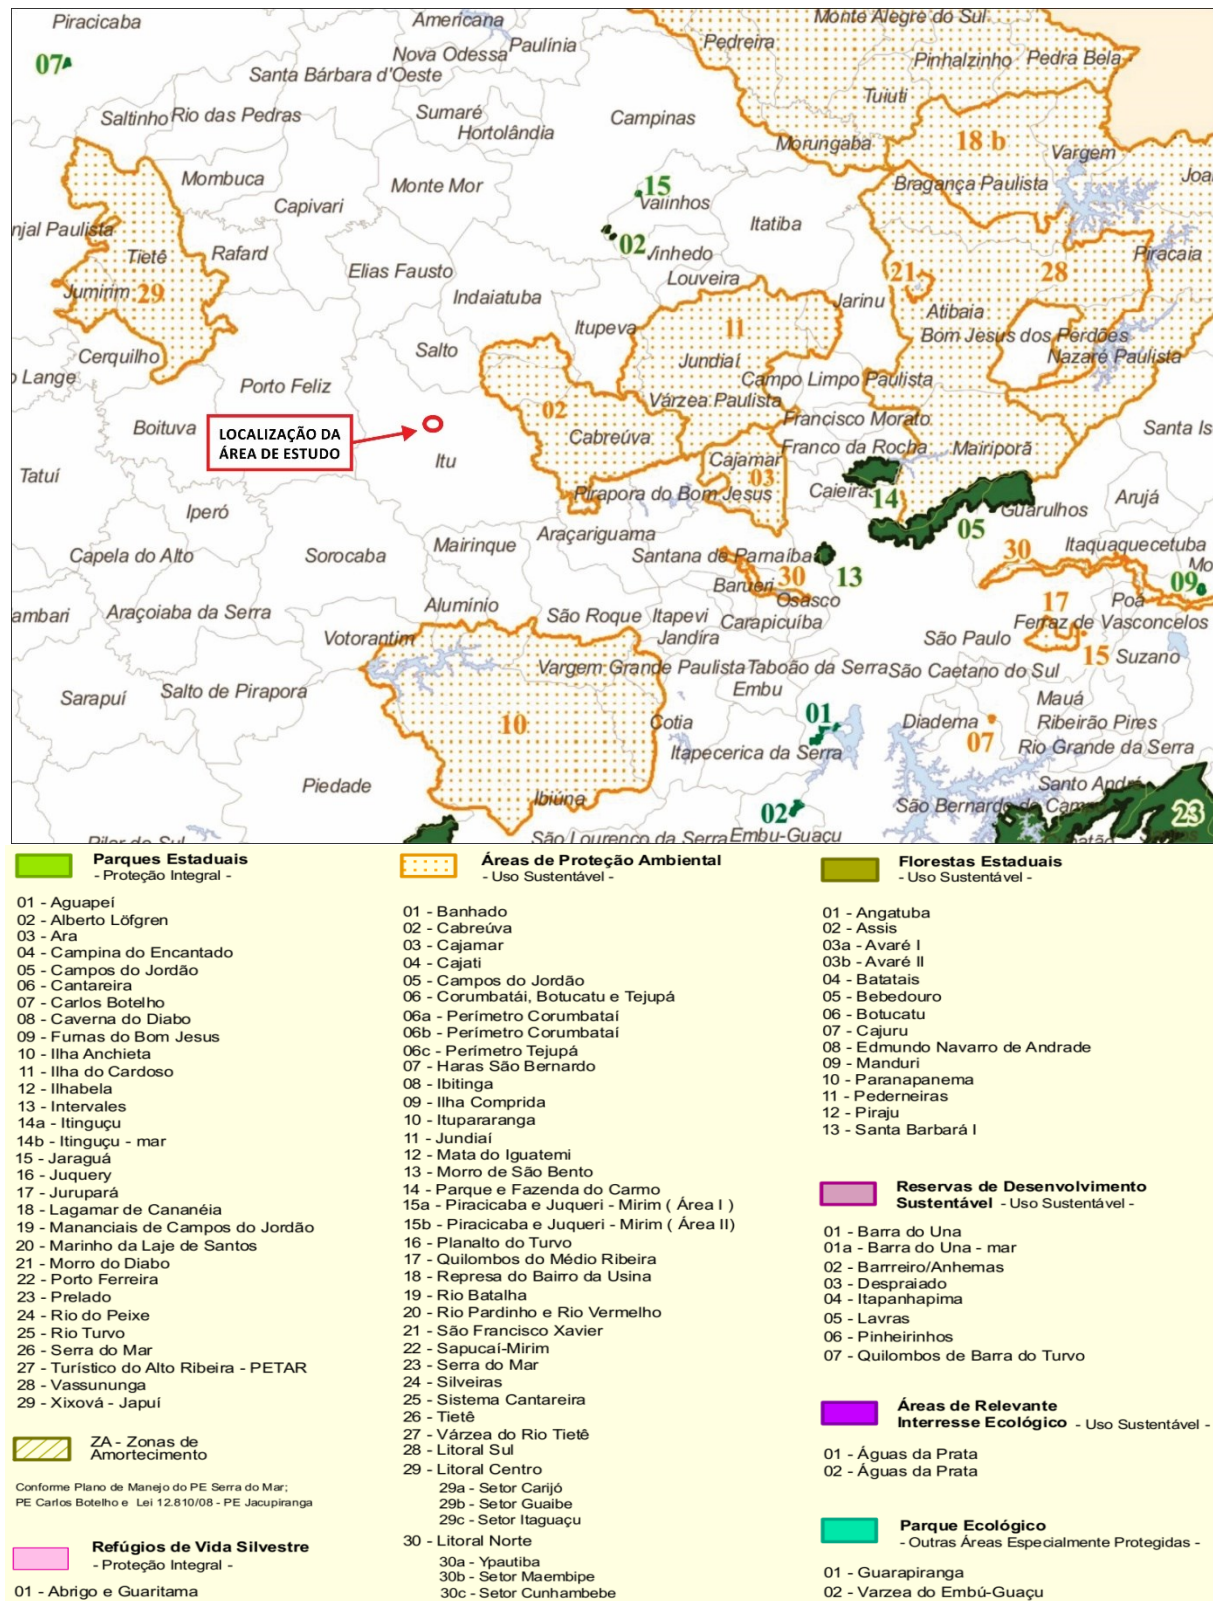 Piracicaba
Americana
Monte Alegre do Sul
07
Nova Odessa
Paulínia
Pedreira
Pinhalzinho
Pedra Bela
Santa Bárbara d'Oeste
Tuiuti
Saltinho
Rio das Pedras
Sumaré
Hortolândia
Campinas
Morungaba
18 b
Vargem
Mombuca
Monte Mor
15
Valinhos
Bragança Paulista
Joa
Capivari
njal Paulista
Itatiba
Tietê
Rafard
02
Vinhedo
Piracaia
Elias Fausto
Louveira
21
28
Jumirim
29
Indaiatuba
Jarinu
Atibaia
Itupeva
11
Bom Jesus dos Perdões
Cerquilho
Salto
Jundiaí
Nazaré Paulista
o Lange
Porto Feliz
Campo Limpo Paulista
02
Várzea Paulista
Boituva
LOCALIZAÇÃO DA
ÁREA DE ESTUDO
Francisco Morato
Santa Is
Cabreúva
Franco da Rocha
Mairiporã
Tatuí
Itu
Cajamar
03
Pirapora do Bom Jesus
Caieira
14
Arujá
Iperó
Guarulhos
Araçariguama
05
Capela do Alto
Sorocaba
Mairinque
Santana de Parnaíba
13
30
Itaquaquecetuba
Mo
Barueri
30
09
ambari
Araçoiaba da Serra
Alumínio
São Roque
Itapevi
Osasco
Carapicuíba
17
Poá
Ferraz de Vasconcelos
Votorantim
Jandira
São Paulo
15
Suzano
Vargem Grande Paulista
Taboão da Serra
São Caetano do Sul
Sarapuí
Salto de Pirapora
Embu
Mauá
10
Cotia
01
Diadema
07
Ribeirão Pires
Itapecerica da Serra
Rio Grande da Serra
Piedade
Ibiúna
Santo André
02
São Bernardo do Camp
23
Pilar do Sul
São Lourenço da Serra
Embu-Guaçu
batão
Parques Estaduais
- Proteção Integral -
01 - Aguapeí
02 - Alberto Löfgren
03 - Ara
04 - Campina do Encantado
05 - Campos do Jordão
06 - Cantareira
07 - Carlos Botelho
08 - Caverna do Diabo
09 - Furnas do Bom Jesus
10 - Ilha Anchieta
11 - Ilha do Cardoso
12 - Ilhabela
13 - Intervales
14a - Itinguçu
14b - Itinguçu - mar
15 - Jaraguá
16 - Juquery
17 - Jurupará
18 - Lagamar de Cananéia
19 - Mananciais de Campos do Jordão
20 - Marinho da Laje de Santos
21 - Morro do Diabo
22 - Porto Ferreira
23 - Prelado
24 - Rio do Peixe
25 - Rio Turvo
26 - Serra do Mar
27 - Turístico do Alto Ribeira - PETAR
28 - Vassununga
29 - Xixová - Japuí
ZA - Zonas de
Amortecimento
Conforme Plano de Manejo do PE Serra do Mar;
PE Carlos Botelho e Lei 12.810/08 - PE Jacupiranga
Refúgios de Vida Silvestre
- Proteção Integral -
01 - Abrigo e Guaritama
Áreas de Proteção Ambiental
- Uso Sustentável -
01 - Banhado
02 - Cabreúva
03 - Cajamar
04 - Cajati
05 - Campos do Jordão
06 - Corumbatái, Botucatu e Tejupá
06a - Perímetro Corumbataí
06b - Perímetro Corumbataí
06c - Perímetro Tejupá
07 - Haras São Bernardo
08 - Ibitinga
09 - Ilha Comprida
10 - Itupararanga
11 - Jundiaí
12 - Mata do Iguatemi
13 - Morro de São Bento
14 - Parque e Fazenda do Carmo
15a - Piracicaba e Juqueri - Mirim ( Área I )
15b - Piracicaba e Juqueri - Mirim ( Área II)
16 - Planalto do Turvo
17 - Quilombos do Médio Ribeira
18 - Represa do Bairro da Usina
19 - Rio Batalha
20 - Rio Pardinho e Rio Vermelho
21 - São Francisco Xavier
22 - Sapucaí-Mirim
23 - Serra do Mar
24 - Silveiras
25 - Sistema Cantareira
26 - Tietê
27 - Várzea do Rio Tietê
28 - Litoral Sul
29 - Litoral Centro
29a - Setor Carijó
29b - Setor Guaibe
29c - Setor Itaguaçu
30 - Litoral Norte
30a - Ypautiba
30b - Setor Maembipe
30c - Setor Cunhambebe
Florestas Estaduais
- Uso Sustentável -
01 - Angatuba
02 - Assis
03a - Avaré I
03b - Avaré II
04 - Batatais
05 - Bebedouro
06 - Botucatu
07 - Cajuru
08 - Edmundo Navarro de Andrade
09 - Manduri
10 - Paranapanema
11 - Pederneiras
12 - Piraju
13 - Santa Barbará I
Reservas de Desenvolvimento
Sustentável - Uso Sustentável -
01 - Barra do Una
01a - Barra do Una - mar
02 - Barrreiro/Anhemas
03 - Despraiado
04 - Itapanhapima
05 - Lavras
06 - Pinheirinhos
07 - Quilombos de Barra do Turvo
Áreas de Relevante
Interresse Ecológico - Uso Sustentável -
01 - Águas da Prata
02 - Águas da Prata
Parque Ecológico
- Outras Áreas Especialmente Protegidas -
01 - Guarapiranga
02 - Varzea do Embú-Guaçu